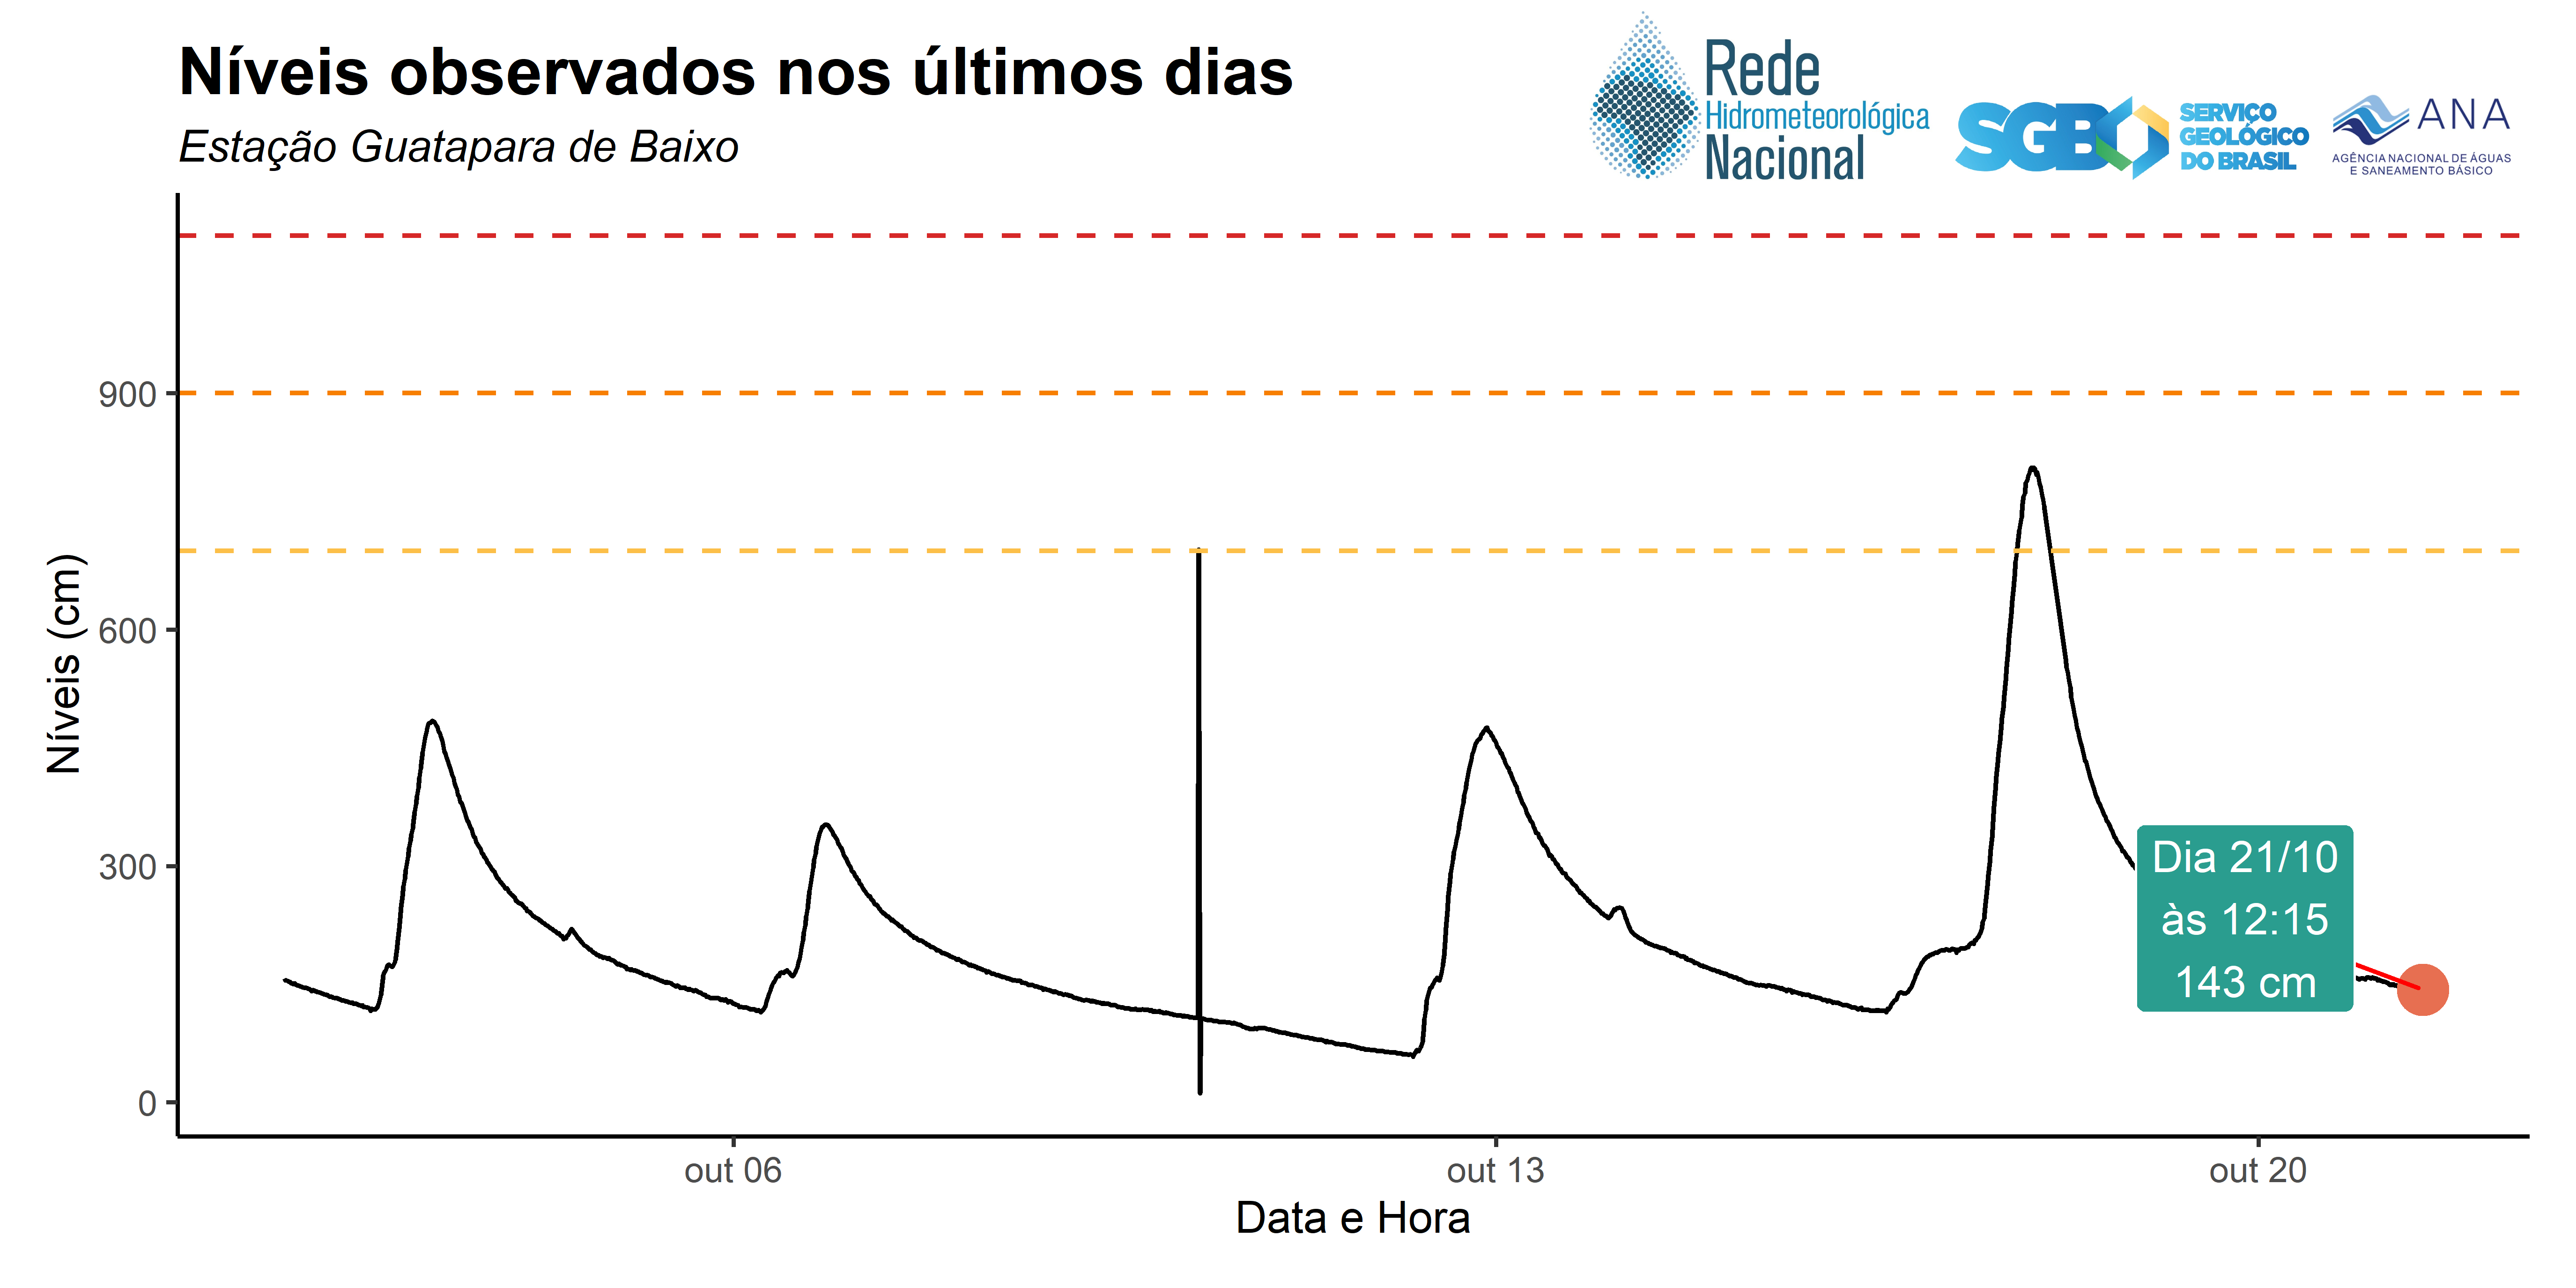 Níveis observados nos últimos dias
Estação Guatapara de Baixo
Rede
Hidrometeorológica
Nacional
SGB
SERVIÇO
GEOLÓGICO
DO BRASIL
ANA
AGÊNCIA NACIONAL DE ÁGUAS
E SANEAMENTO BÁSICO
Níveis (cm)
900
600
300
0
Dia 21/10
às 12:15
143 cm
out 06
out 13
out 20
Data e Hora